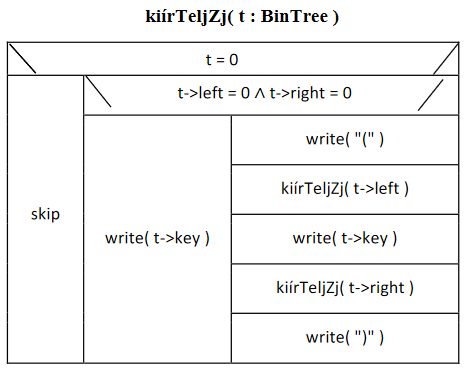 kiírTeljZj( t : BinTree )
t = 0
t->left = 0 ∧ t->right = 0
skip
write( t->key )
write( "(" )
kiírTeljZj( t->left )
write( t->key )
kiírTeljZj( t->right )
write( ")" )